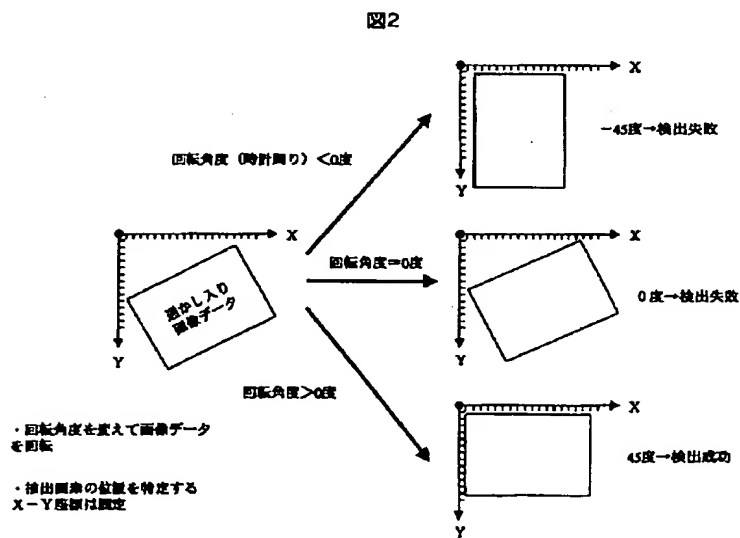 図2
X
Y
-45度→検出失敗
回転角度（時計周り）<0度
X
Y
透かし入り
画像データ
回転角度=0度
X
Y
0度→検出失敗
回転角度>0度
X
Y
45度→検出成功
・回転角度を変えて画像データ
を回転
・検出画素の位置を特定する
X-Y座標は固定